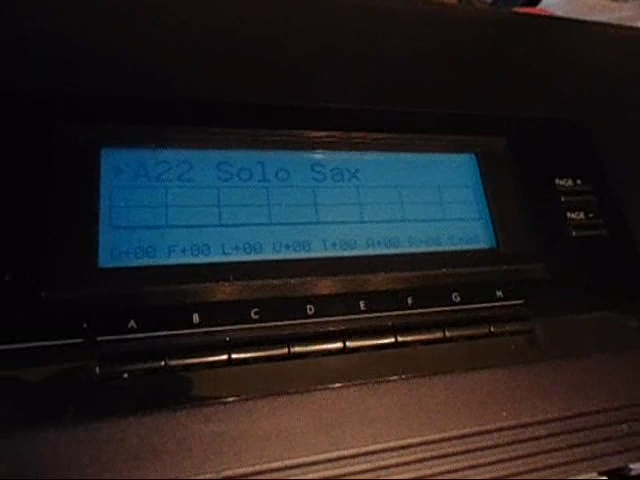 A22 Solo Sax
PAGE +
PAGE -
F+00 L+00 V+00 T+00 A+00 R+00
A B C D E F G H